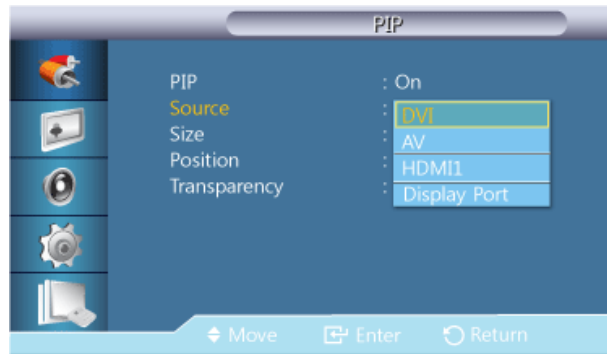 PIP
PIP : On
Source : DVI
Size : AV
Position : HDMI1
Transparency : Display Port
Move Enter Return